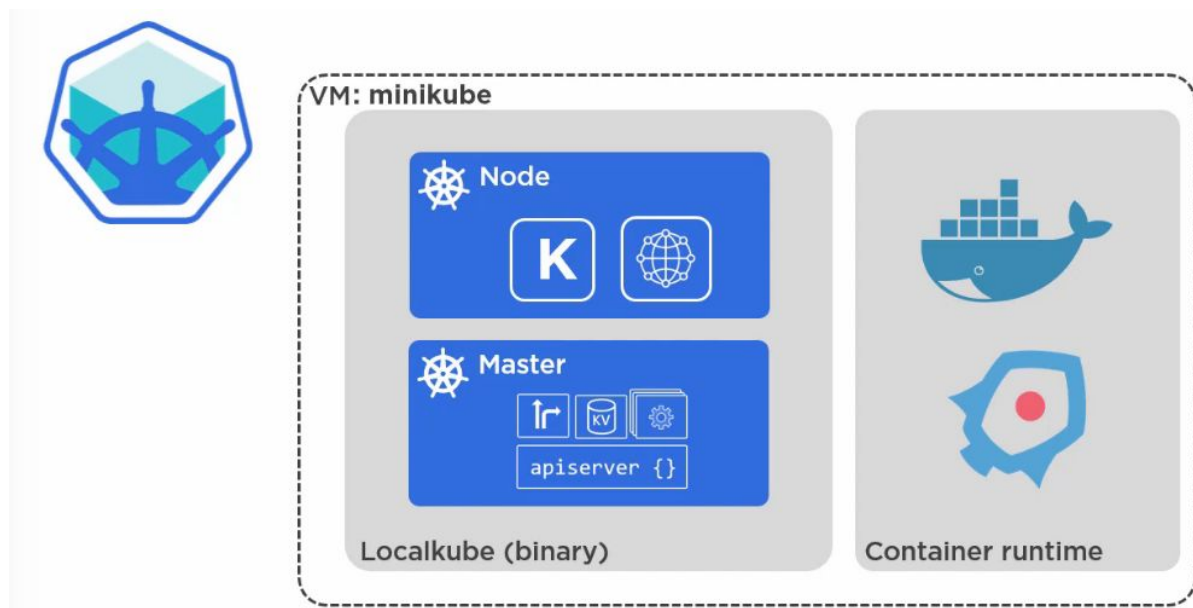 VM: minikube
Node
K
Master
KV
apiserver {}
Localkube (binary)
Container runtime